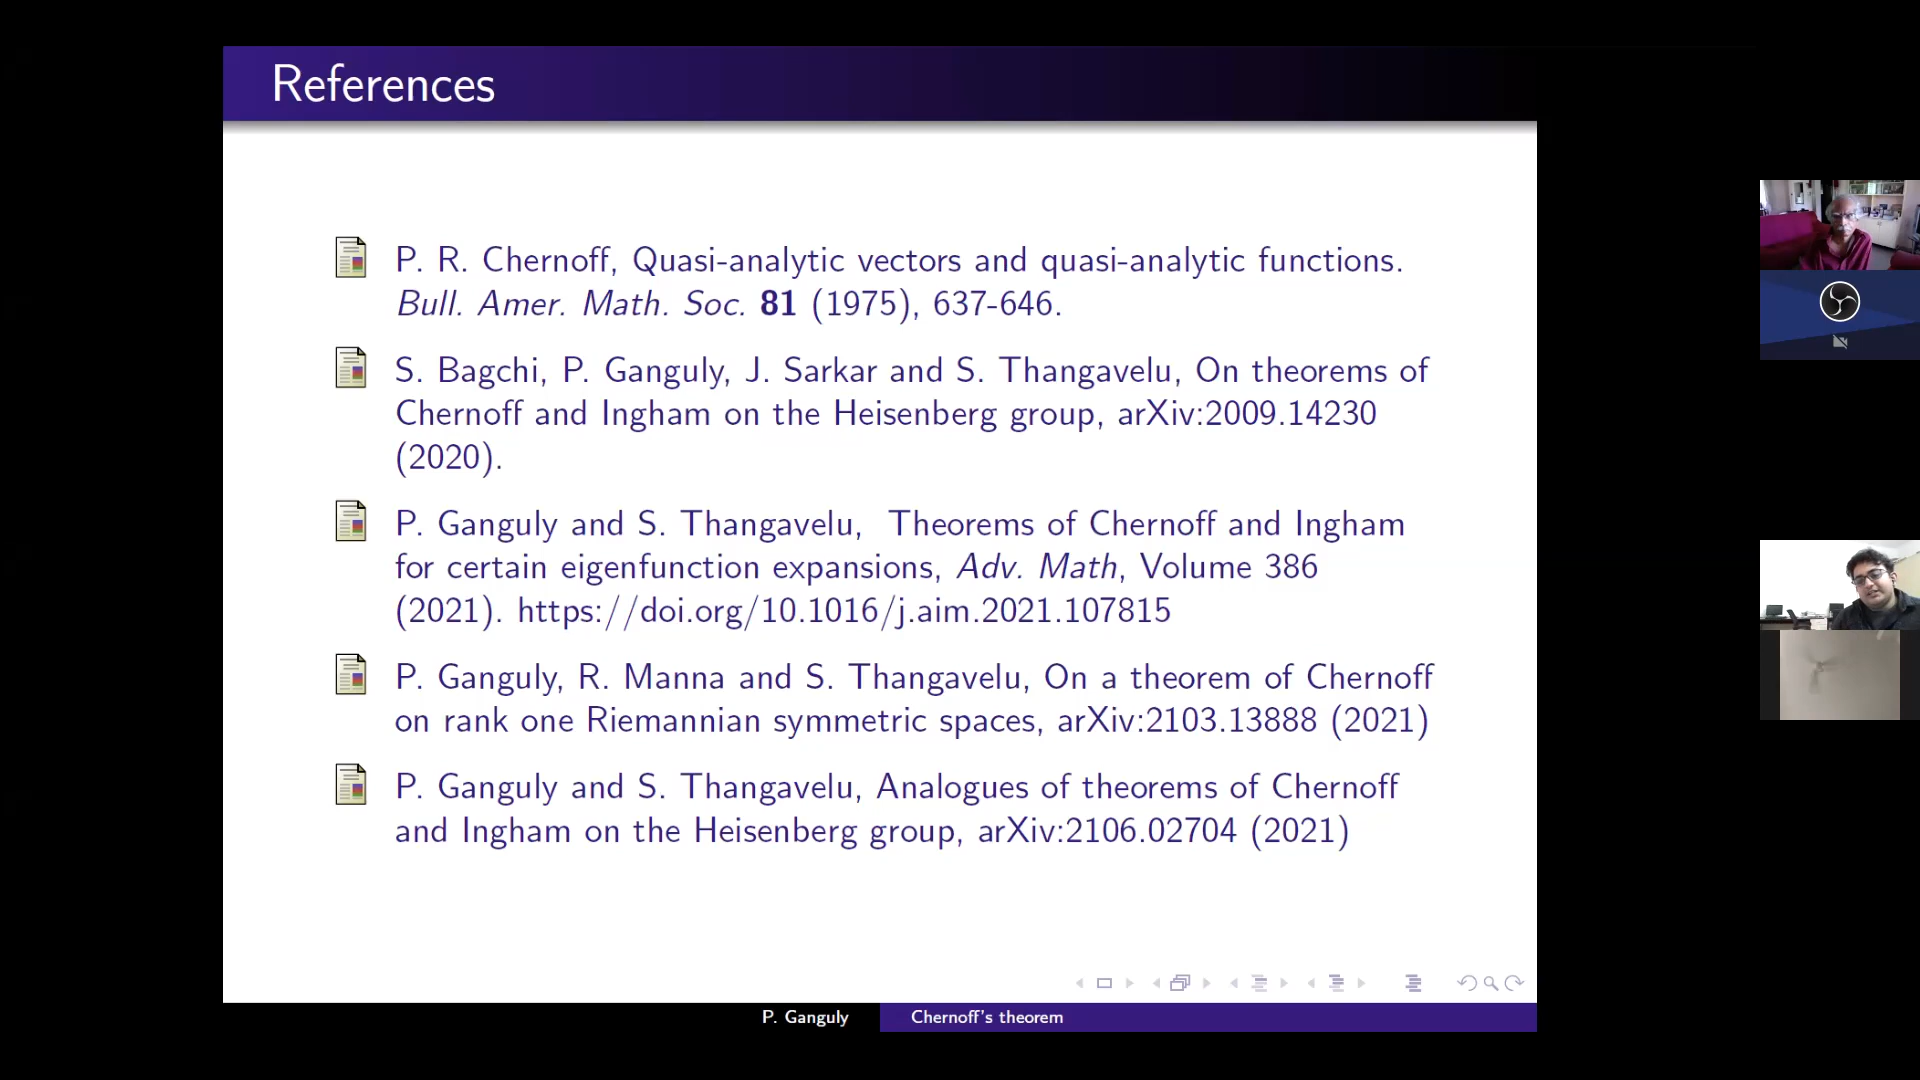 References
P. R. Chernoff, Quasi-analytic vectors and quasi-analytic functions.
Bull. Amer. Math. Soc. 81 (1975), 637-646.
S. Bagchi, P. Ganguly, J. Sarkar and S. Thangavelu, On theorems of
Chernoff and Ingham on the Heisenberg group, arXiv:2009.14230
(2020).
P. Ganguly and S. Thangavelu, Theorems of Chernoff and Ingham
for certain eigenfunction expansions, Adv. Math, Volume 386
(2021). https://doi.org/10.1016/j.aim.2021.107815
P. Ganguly, R. Manna and S. Thangavelu, On a theorem of Chernoff
on rank one Riemannian symmetric spaces, arXiv:2103.13888 (2021)
P. Ganguly and S. Thangavelu, Analogues of theorems of Chernoff
and Ingham on the Heisenberg group, arXiv:2106.02704 (2021)
P. Ganguly
Chernoff's theorem